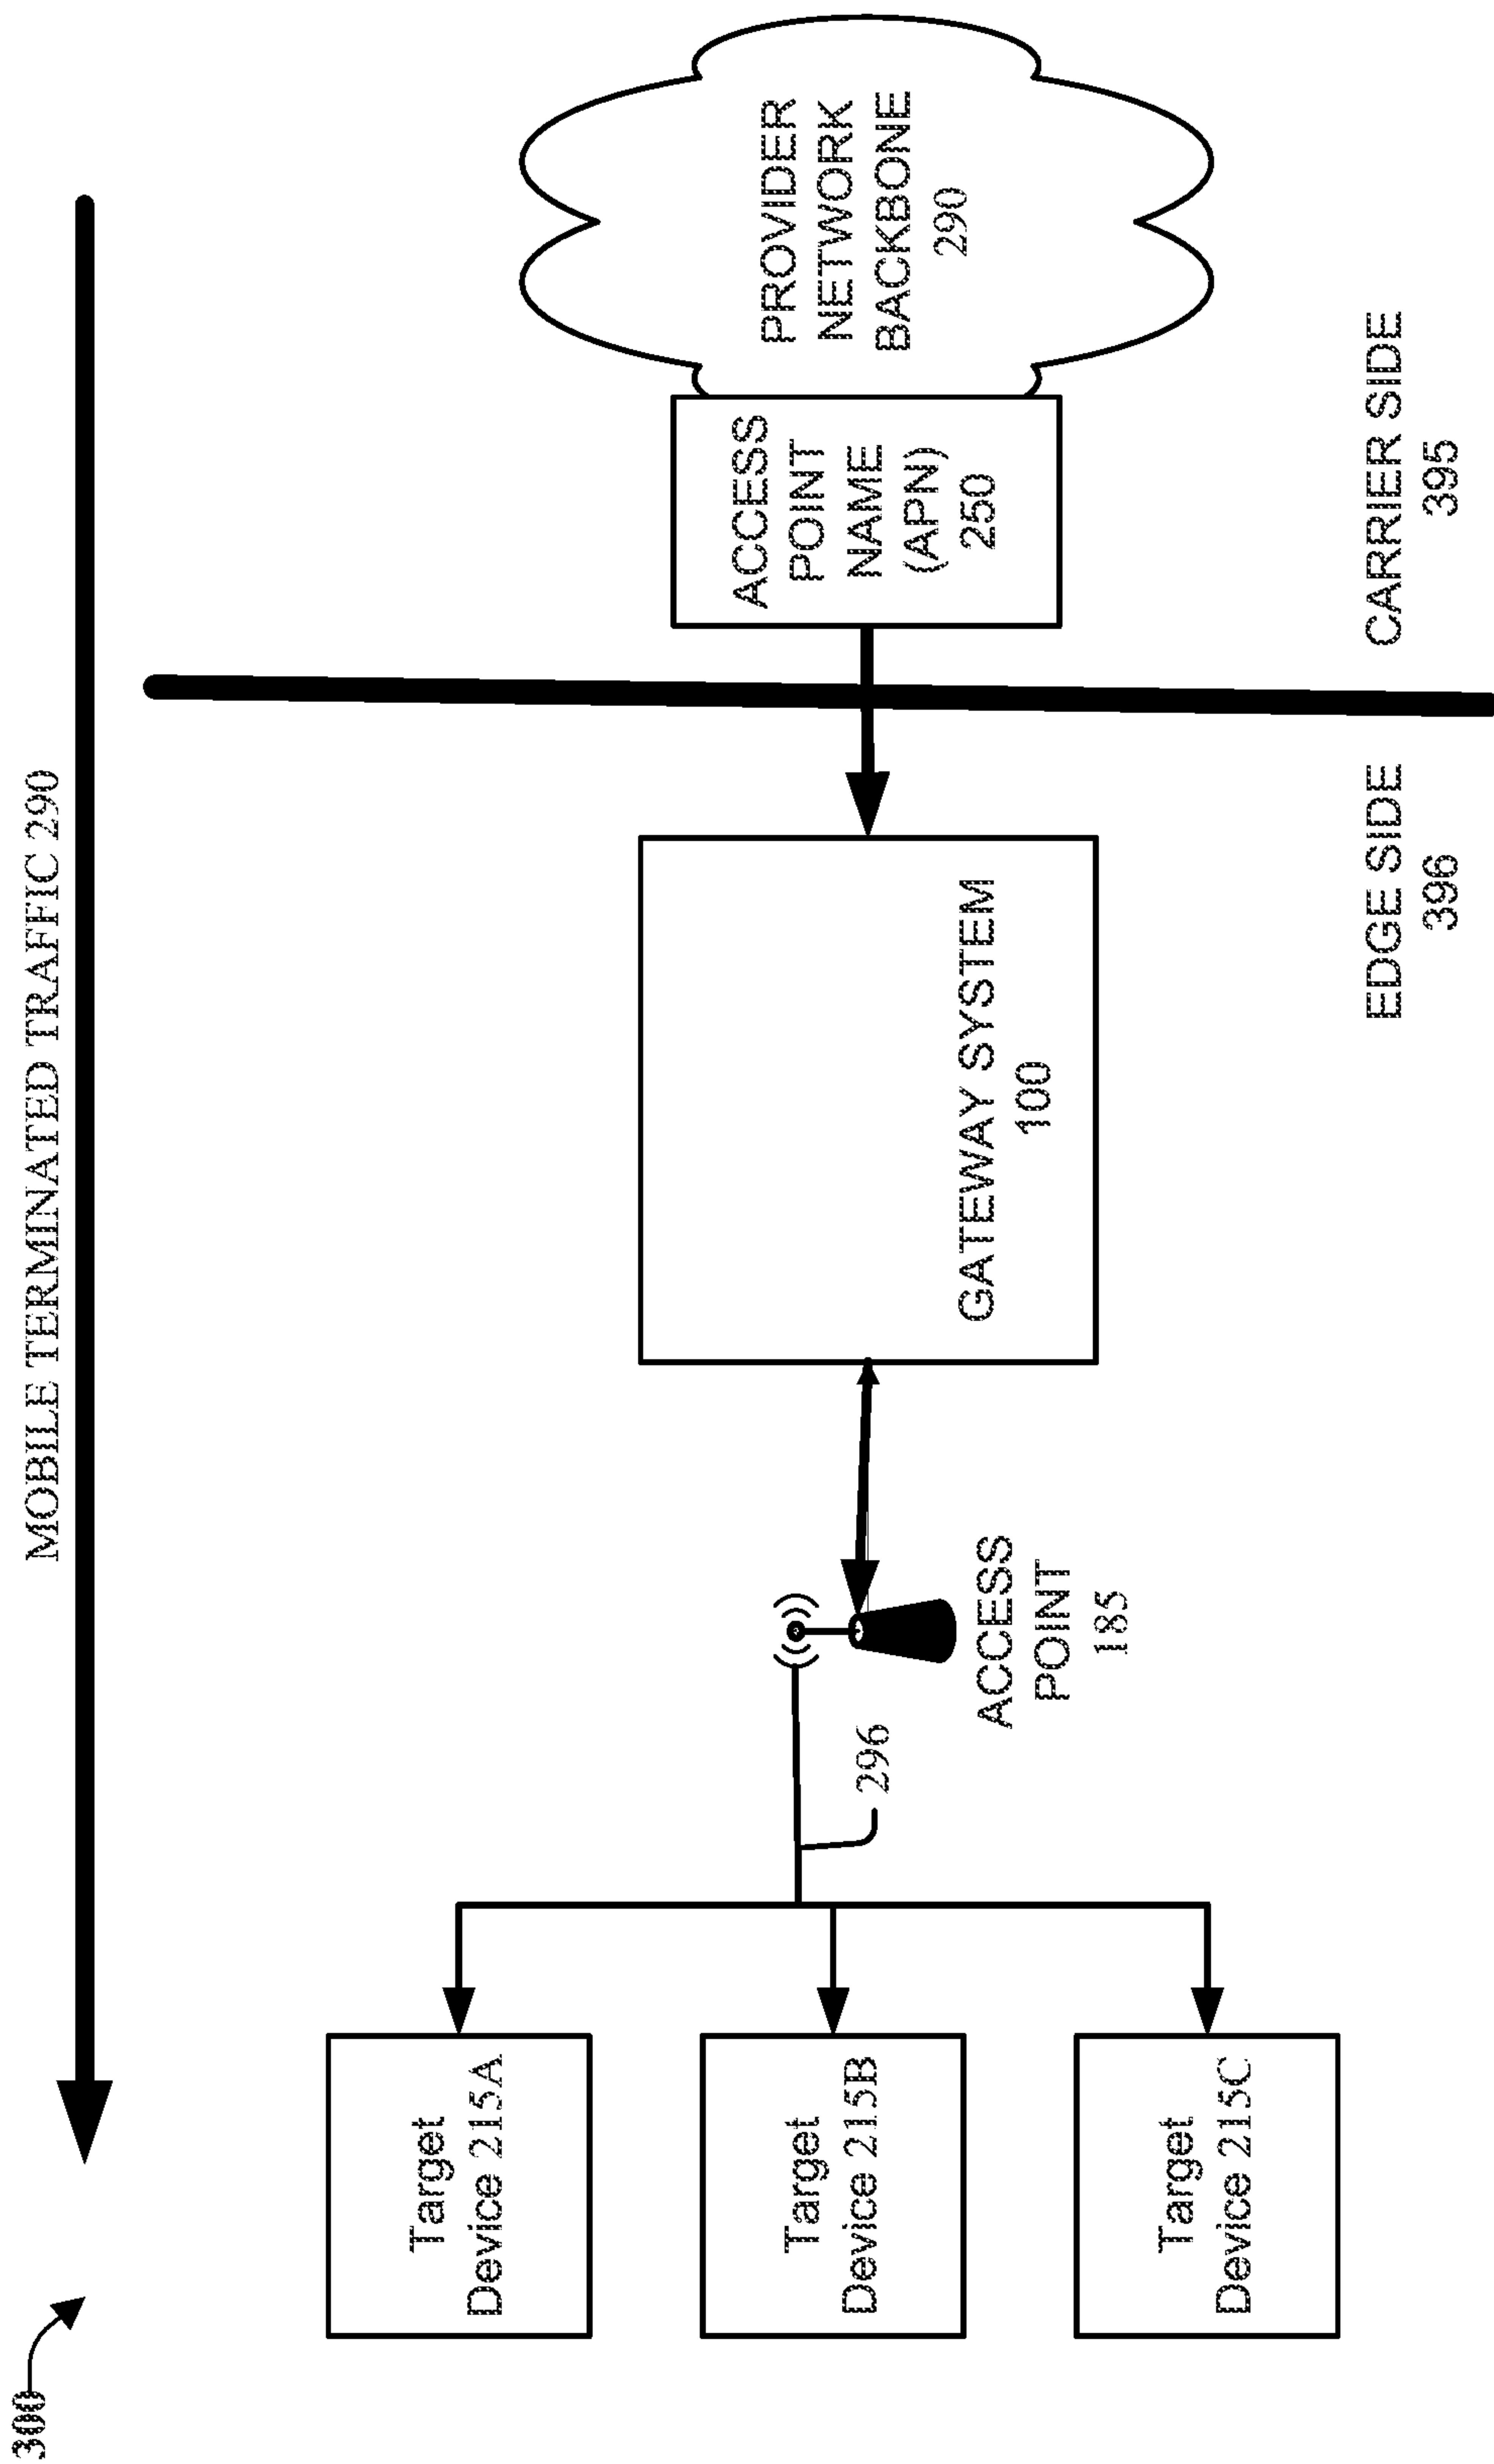 300
MOBILE TERMINATED TRAFFIC 290
Target
Device 215A
Target
Device 215B
Target
Device 215C
296
ACCESS
POINT
185
GATEWAY SYSTEM
100
ACCESS
POINT
NAME
(APN)
250
PROVIDER
NETWORK
BACKBONE
290
EDGE SIDE
396
CARRIER SIDE
395